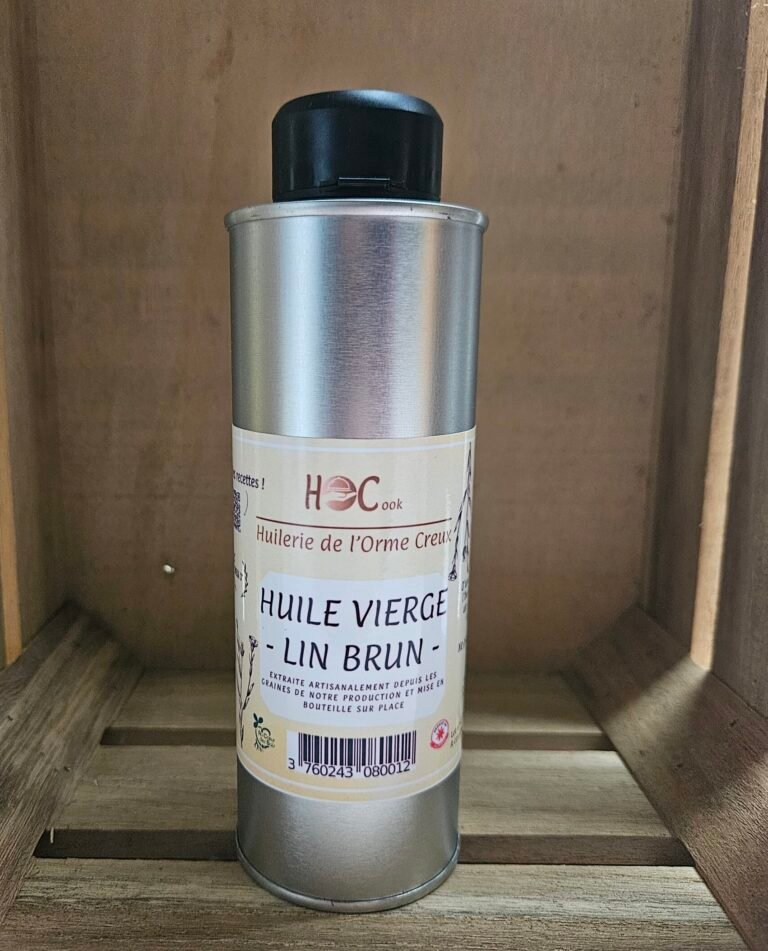 recettes !
HOCook
Huilerie de l'Orme Creux
HUILE VIERGE
- LIN BRUN -
EXTRAITE ARTISANALEMENT DEPUIS LES
GRAINES DE NOTRE PRODUCTION ET MISE EN
BOUTEILLE SUR PLACE
3 760243 080012